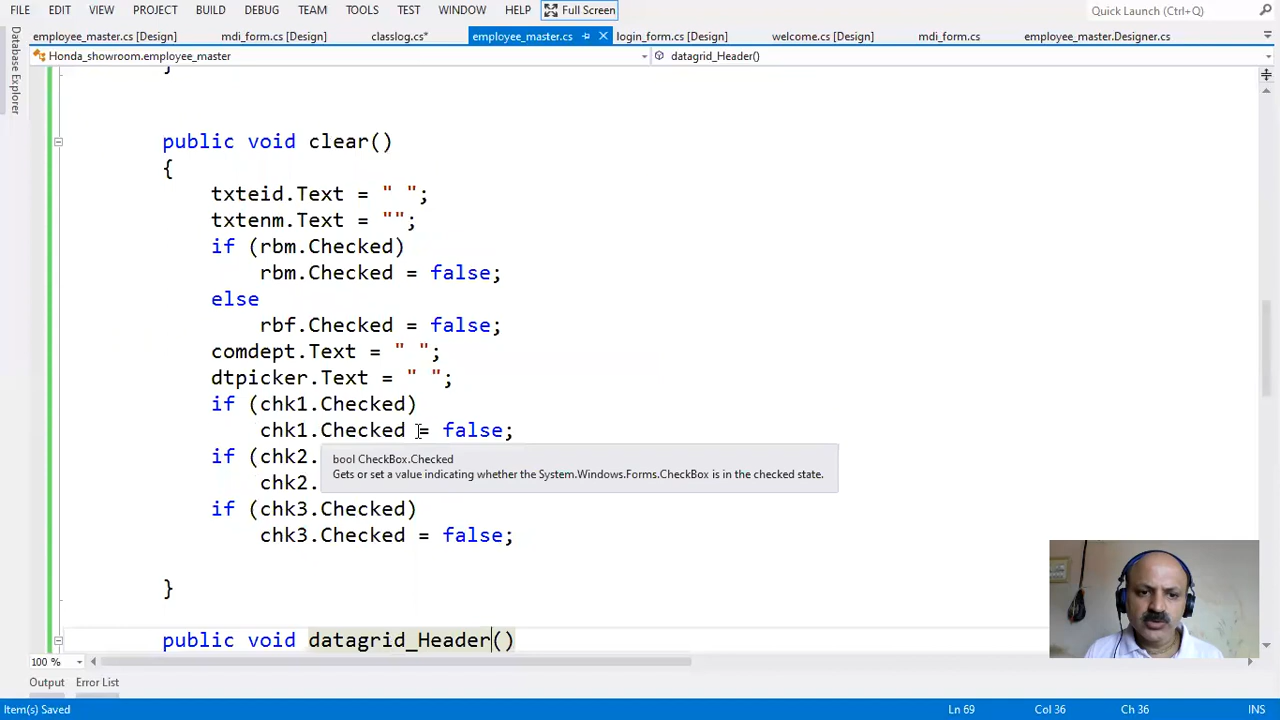 FILE EDIT VIEW PROJECT BUILD DEBUG TEAM TOOLS TEST WINDOW HELP Full Screen Quick Launch (Ctrl+Q)
employee_master.cs [Design] mdi_form.cs [Design] classlog.cs* employee_master.cs login_form.cs [Design] welcome.cs [Design] mdi_form.cs employee_master.Designer.cs
Database Explorer
Honda_showroom.employee_master datagrid_Header()
}
public void clear()
{
txteid.Text = " ";
txtenm.Text = "";
if (rbm.Checked)
rbm.Checked = false;
else
rbf.Checked = false;
comdept.Text = " ";
dtpicker.Text = " ";
if (chk1.Checked)
chk1.Checked = false;
if (chk2.
bool CheckBox.Checked
Gets or set a value indicating whether the System.Windows.Forms.CheckBox is in the checked state.
chk2.
if (chk3.Checked)
chk3.Checked = false;
}
public void datagrid_Header()
100 %
Output Error List
Item(s) Saved Ln 69 Col 36 Ch 36 INS